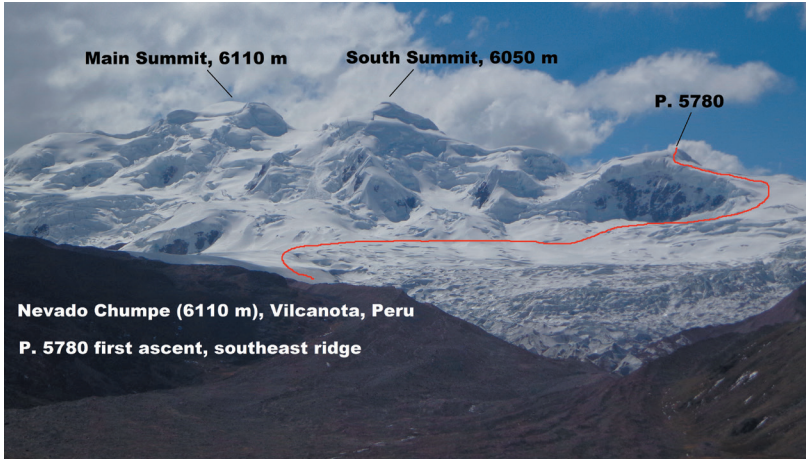 Main Summit, 6110 m
South Summit, 6050 m
P. 5780
Nevado Chumpe (6110 m), Vilcanota, Peru
P. 5780 first ascent, southeast ridge